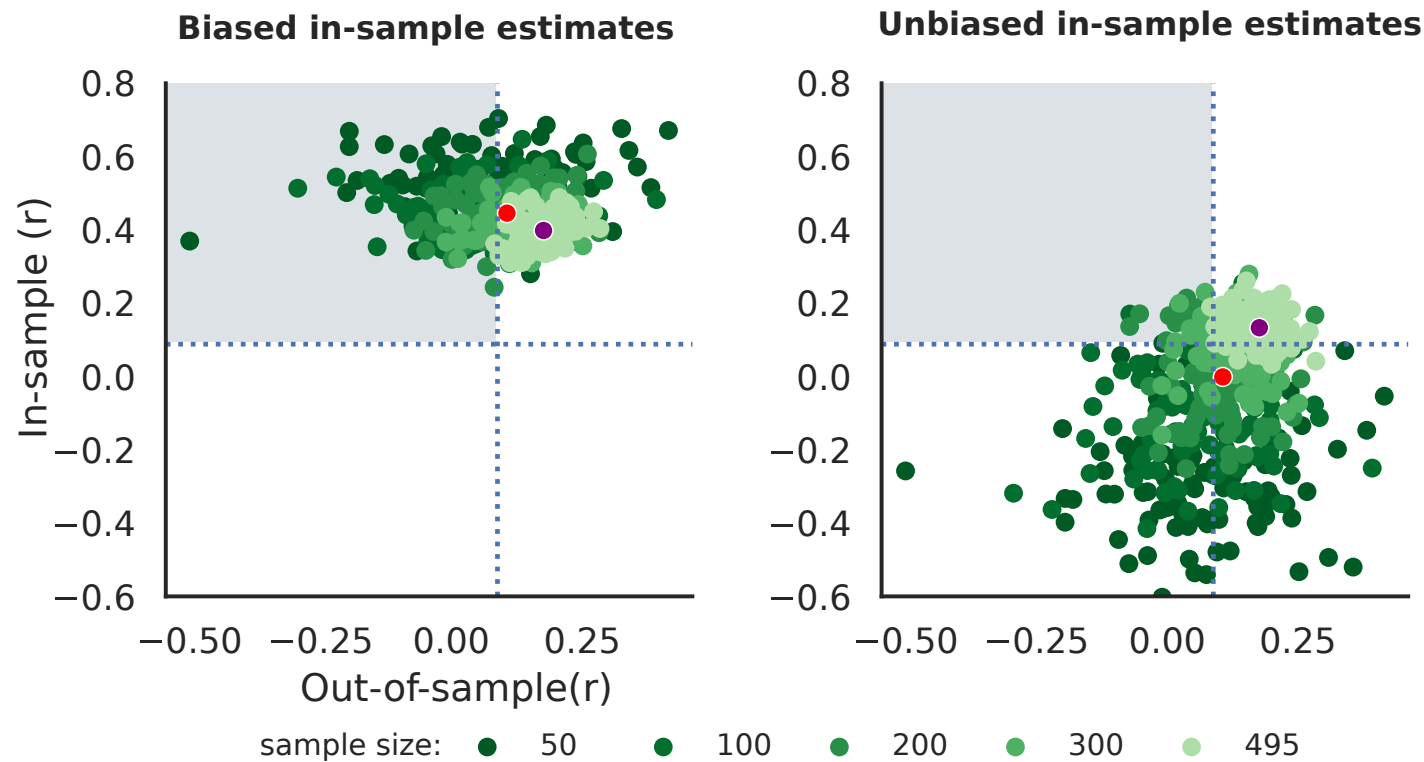 Biased in-sample estimates
Unbiased in-sample estimates
0.8
0.6
0.4
0.2
0.0
−0.2
−0.4
−0.6
In-sample (r)
−0.50 −0.25 0.00 0.25
Out-of-sample(r)
0.8
0.6
0.4
0.2
0.0
−0.2
−0.4
−0.6
−0.50 −0.25 0.00 0.25
sample size: 50 100 200 300 495